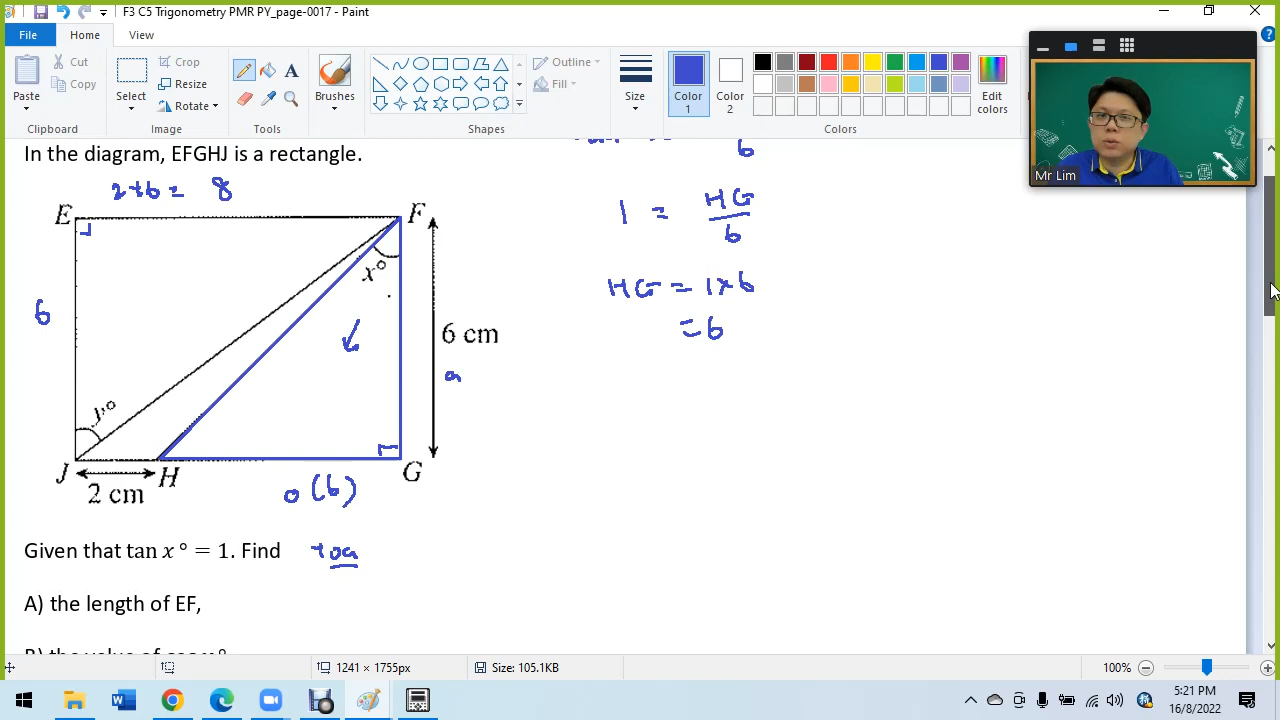 F3 C5 Trigonometry PMR PY_page-0017 - Paint
File Home View
Cut
Copy
Paste
Clipboard
Crop
Resize
Rotate
Select
Image
A
Tools
Brushes
Shapes
Outline
Fill
Size
Color 1
Color 2
Edit colors
Colors
Mr Lim
In the diagram, EFGHJ is a rectangle.
2+6 = 8
E F
x°
6
6 cm
a
y°
J H G
2 cm
o (6)
6
1 = HG/6
HG = 1×6
= 6
Given that tan x ° = 1. Find toa
A) the length of EF,
1241 × 1755px
Size: 105.1KB
100%
5:21 PM
16/8/2022